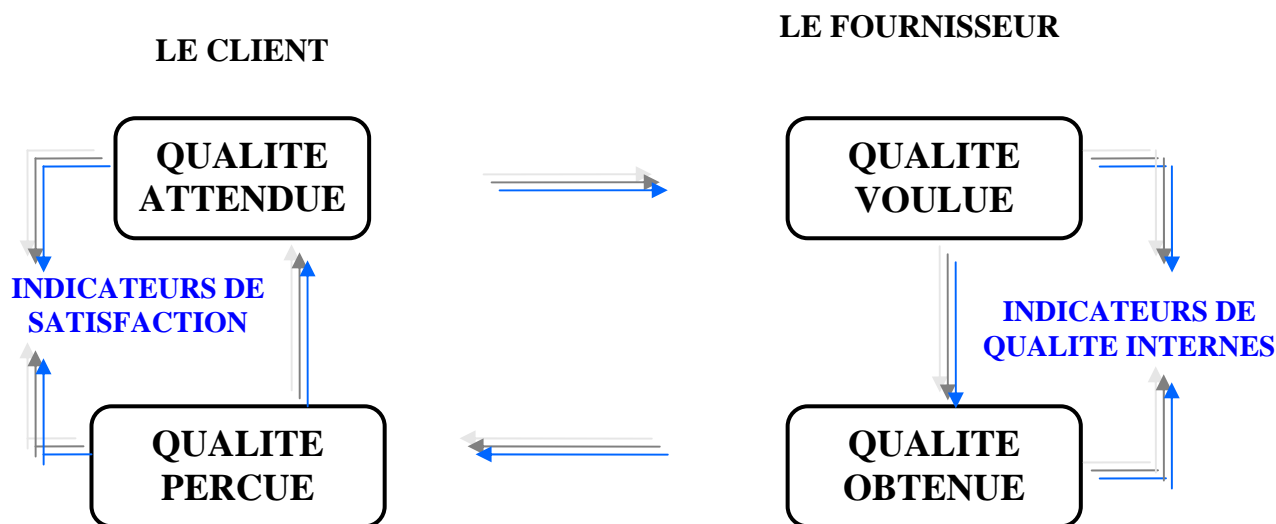 LE CLIENT
LE FOURNISSEUR
QUALITE
ATTENDUE
QUALITE
VOULUE
INDICATEURS DE
SATISFACTION
INDICATEURS DE
QUALITE INTERNES
QUALITE
PERCUE
QUALITE
OBTENUE